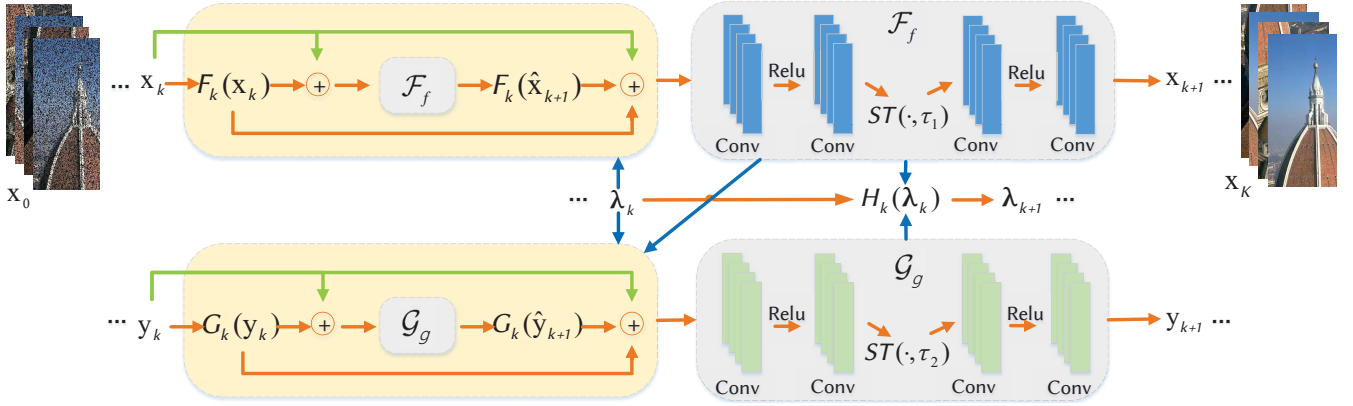 𝓕_f
... x_k F_k(x_k) + 𝓕_f F_k(x̂_{k+1}) + Relu Relu x_{k+1} ...
ST(·,τ_1)
Conv Conv Conv Conv
x_0 x_K
... λ_k H_k(λ_k) λ_{k+1} ...
𝓖_g
... y_k G_k(y_k) + 𝓖_g G_k(ŷ_{k+1}) + Relu Relu y_{k+1} ...
ST(·,τ_2)
Conv Conv Conv Conv